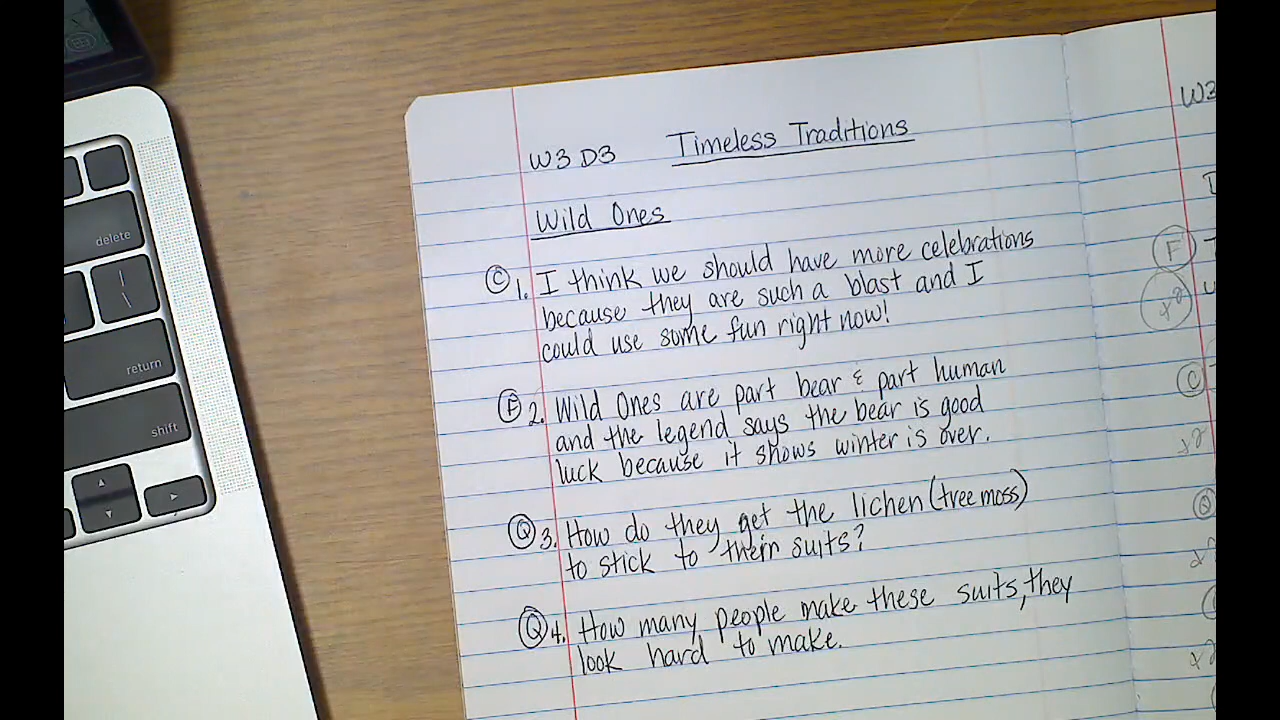 delete
\
return
shift
W3 D3 Timeless Traditions
Wild Ones
C 1. I think we should have more celebrations
because they are such a blast and I
could use some fun right now!
F 2. Wild Ones are part bear & part human
and the legend says the bear is good
luck because it shows winter is over.
Q 3. How do they get the lichen (tree moss)
to stick to their suits?
Q 4. How many people make these suits, they
look hard to make.
W3
F
x2
C
x2
Q
x2